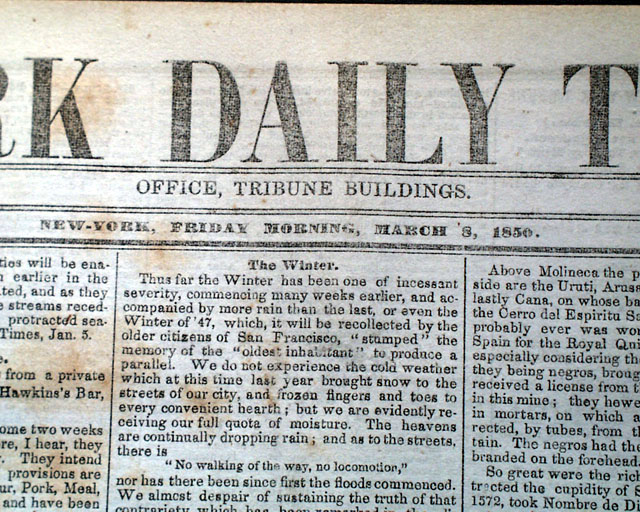 RK DAILY T
OFFICE, TRIBUNE BUILDINGS.
NEW-YORK, FRIDAY MORNING, MARCH 8, 1850.
ties will be ena-
earlier in the
ted, and as they
streams reced-
protracted sea-
Times, Jan. 5.
from a private
Hawkins's Bar,
ome two weeks
re, I hear, they
They intend
provisions are
ur, Pork, Meal,
and have been
The Winter.
Thus far the Winter has been one of incessant
severity, commencing many weeks earlier, and ac-
companied by more rain than the last, or even the
Winter of '47, which, it will be recollected by the
older citizens of San Francisco, "stumped" the
memory of the "oldest inhabitant" to produce a
parallel. We do not experience the cold weather
which at this time last year brought snow to the
streets of our city, and frozen fingers and toes to
every convenient hearth; but we are evidently re-
ceiving our full quota of moisture. The heavens
are continually dropping rain; and as to the streets,
there is
"No walking of the way, no locomotion,"
nor has there been since first the floods commenced.
We almost despair of sustaining the truth of that
contrariety which has been remarked in the
Above Molineca the p
side are the Uruti, Arus
lastly Cana, on whose ba
the Cerro del Espiritu Sa
probably ever was wo
Spain for the Royal Qui
especially considering th
they being negros, broug
received a license from t
in this mine; they howe
in mortars, on which a
rected, by tubes, from th
tain. The negros had the
branded on the forehead.
So great were the rich
tracted the cupidity of S
1572, took Nombre de Di